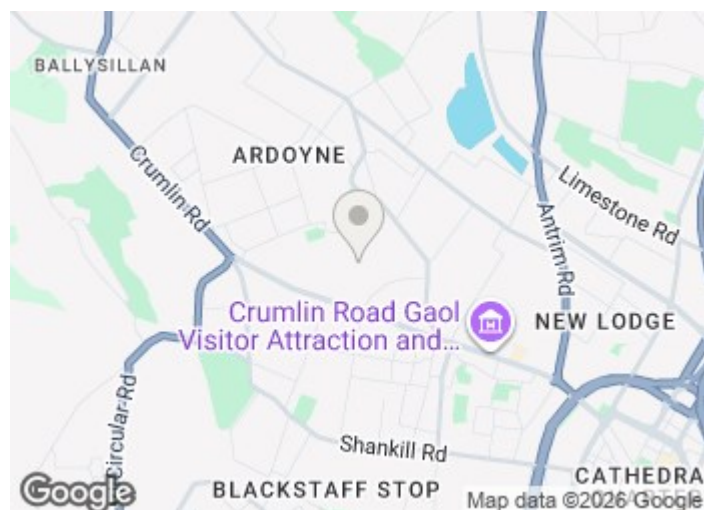 BALLYSILLAN
ARDOYNE
Crumlin Rd
Limestone Rd
Antrim Rd
Crumlin Road Gaol
Visitor Attraction and...
NEW LODGE
Circular Rd
Shankill Rd
BLACKSTAFF STOP
CATHEDRA
Google
Map data ©2026 Google